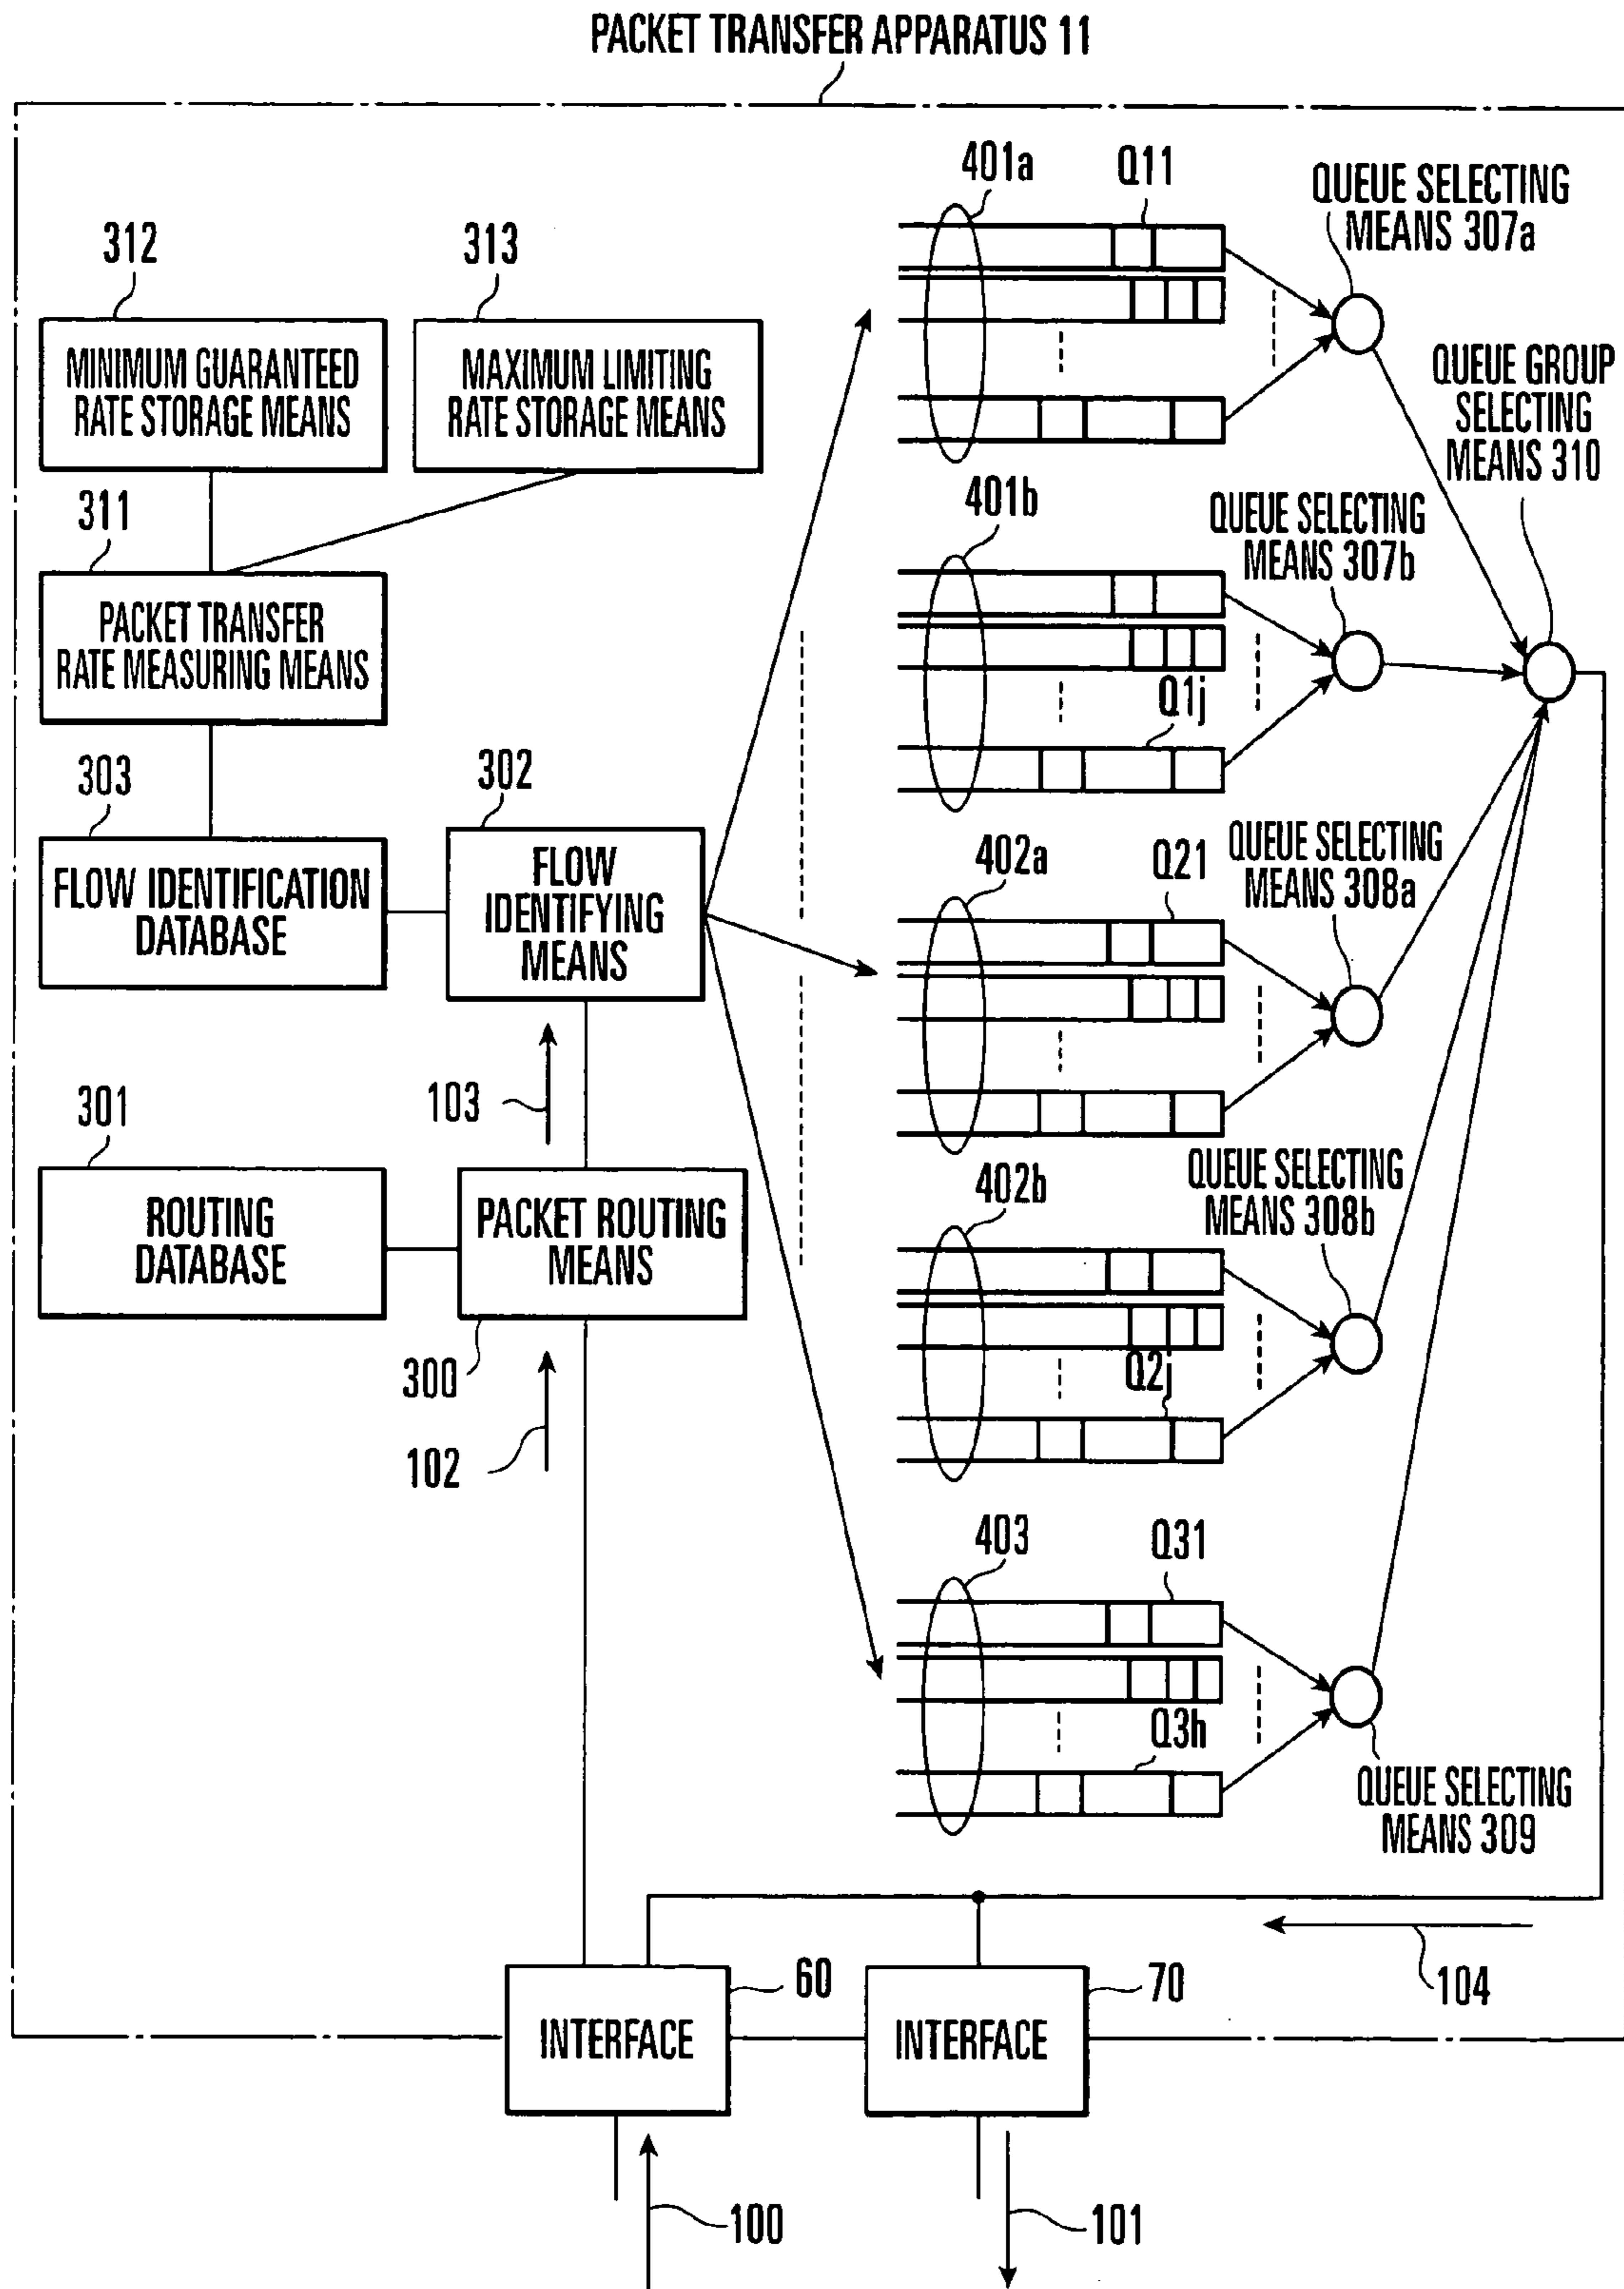 PACKET TRANSFER APPARATUS 11
401a
Q11
QUEUE SELECTING
MEANS 307a
312
313
MINIMUM GUARANTEED
RATE STORAGE MEANS
MAXIMUM LIMITING
RATE STORAGE MEANS
QUEUE GROUP
SELECTING
MEANS 310
401b
QUEUE SELECTING
MEANS 307b
311
PACKET TRANSFER
RATE MEASURING MEANS
Q1j
303
302
FLOW IDENTIFICATION
DATABASE
FLOW
IDENTIFYING
MEANS
402a
Q21
QUEUE SELECTING
MEANS 308a
103
301
ROUTING
DATABASE
PACKET ROUTING
MEANS
300
102
402b
QUEUE SELECTING
MEANS 308b
Q2j
403
Q31
Q3h
QUEUE SELECTING
MEANS 309
104
60
70
INTERFACE
INTERFACE
100
101